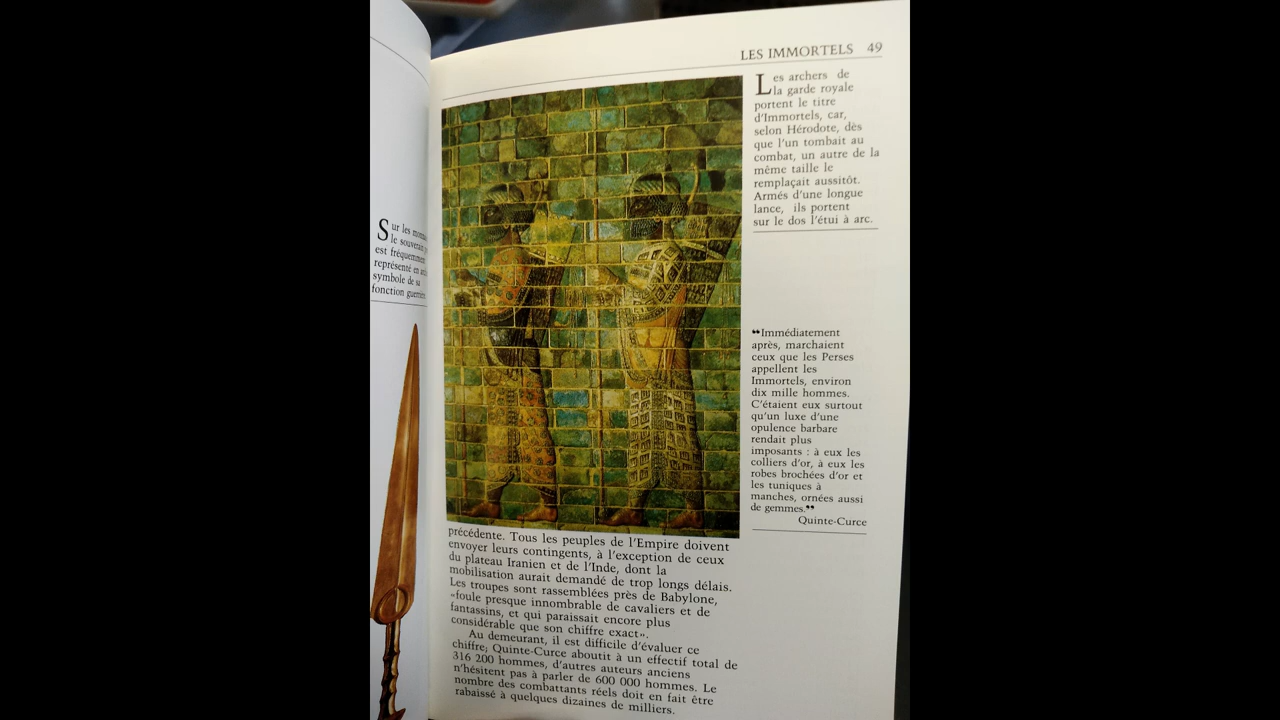 Sur les
le souverain
est fréquemment
représenté en
symbole de sa
fonction
LES IMMORTELS 49
Les archers de
la garde royale
portent le titre
d'Immortels, car,
selon Hérodote, dès
que l'un tombait au
combat, un autre de la
même taille le
remplaçait aussitôt.
Armés d'une longue
lance, ils portent
sur le dos l'étui à arc.
❝Immédiatement
après, marchaient
ceux que les Perses
appellent les
Immortels, environ
dix mille hommes.
C'étaient eux surtout
qu'un luxe d'une
opulence barbare
rendait plus
imposants : à eux les
colliers d'or, à eux les
robes brochées d'or et
les tuniques à
manches, ornées aussi
de gemmes.❞
Quinte-Curce
précédente. Tous les peuples de l'Empire doivent
envoyer leurs contingents, à l'exception de ceux
du plateau Iranien et de l'Inde, dont la
mobilisation aurait demandé de trop longs délais.
Les troupes sont rassemblées près de Babylone,
«foule presque innombrable de cavaliers et de
fantassins, et qui paraissait encore plus
considérable que son chiffre exact».
Au demeurant, il est difficile d'évaluer ce
chiffre; Quinte-Curce aboutit à un effectif total de
316 200 hommes, d'autres auteurs anciens
n'hésitent pas à parler de 600 000 hommes. Le
nombre des combattants réels doit en fait être
rabaissé à quelques dizaines de milliers.